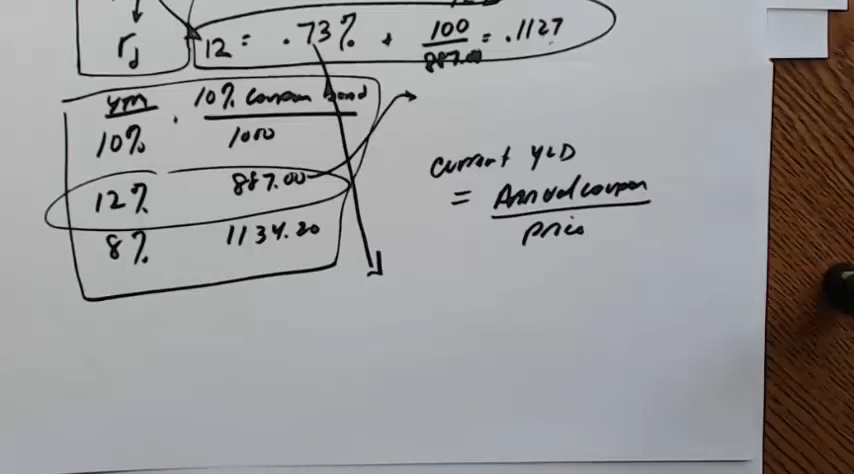 12 = .73% + 100 / 887.00 = .1127
rd
YTM 10% coupon bond
10% 1000
12% 887.00
8% 1134.20
Current YLD
= Annual coupon
Price